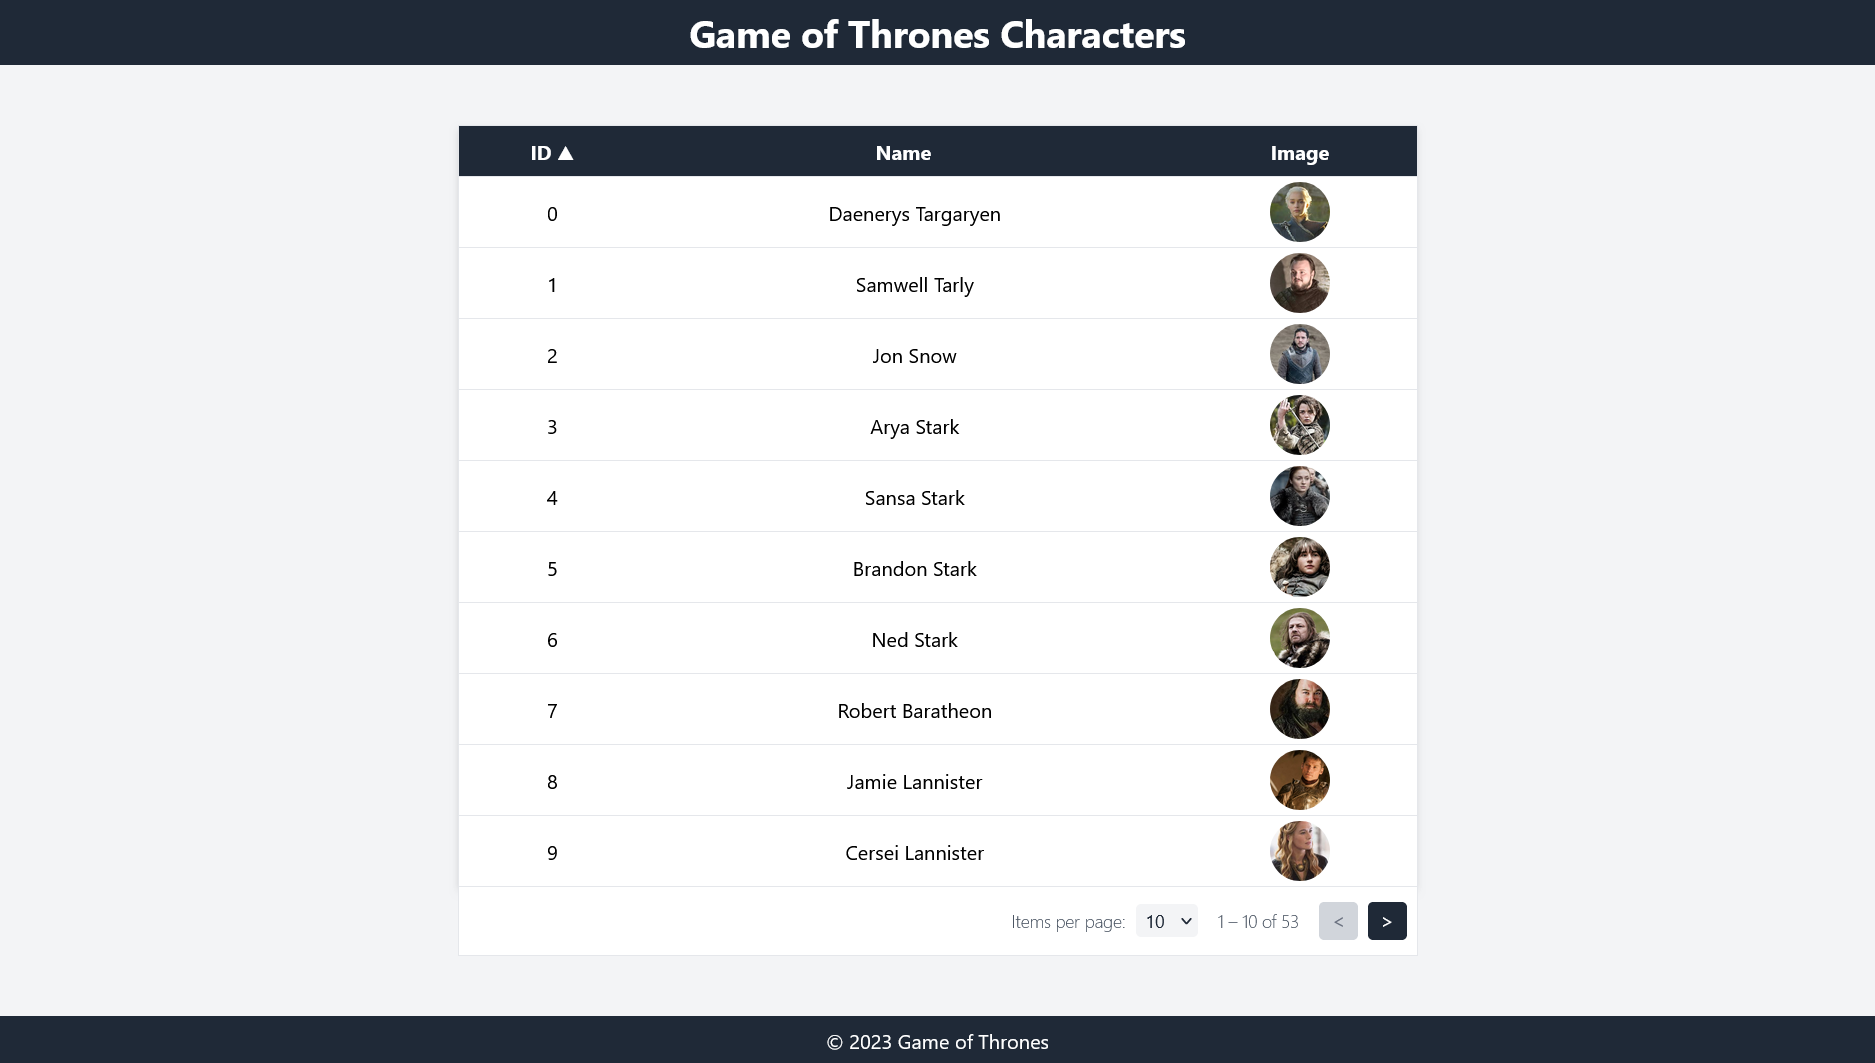 Game of Thrones Characters
ID ▲ Name Image
0 Daenerys Targaryen
1 Samwell Tarly
2 Jon Snow
3 Arya Stark
4 Sansa Stark
5 Brandon Stark
6 Ned Stark
7 Robert Baratheon
8 Jamie Lannister
9 Cersei Lannister
Items per page: 10 1 – 10 of 53 < >
© 2023 Game of Thrones